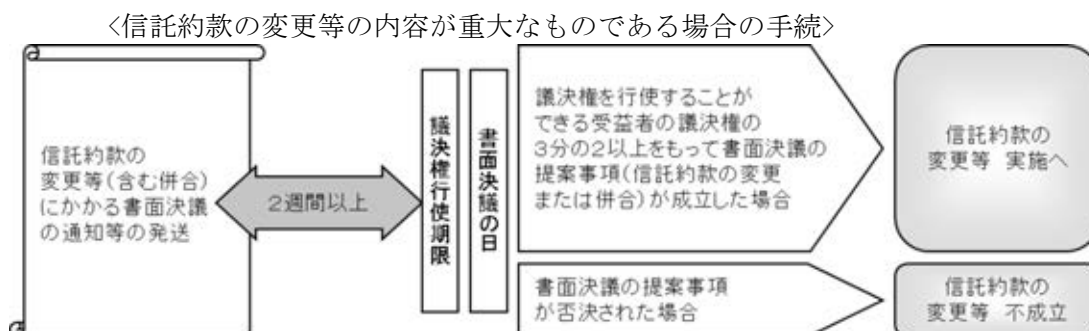 <信託約款の変更等の内容が重大なものである場合の手続>
信託約款の
変更等(含む併合)
にかかる書面決議
の通知等の発送
2週間以上
議決権行使期限
書面決議の日
議決権を行使することが
できる受益者の議決権の
3分の2以上をもって書面決議の
提案事項(信託約款の変更
または併合)が成立した場合
信託約款の
変更等 実施へ
書面決議の提案事項
が否決された場合
信託約款の
変更等 不成立